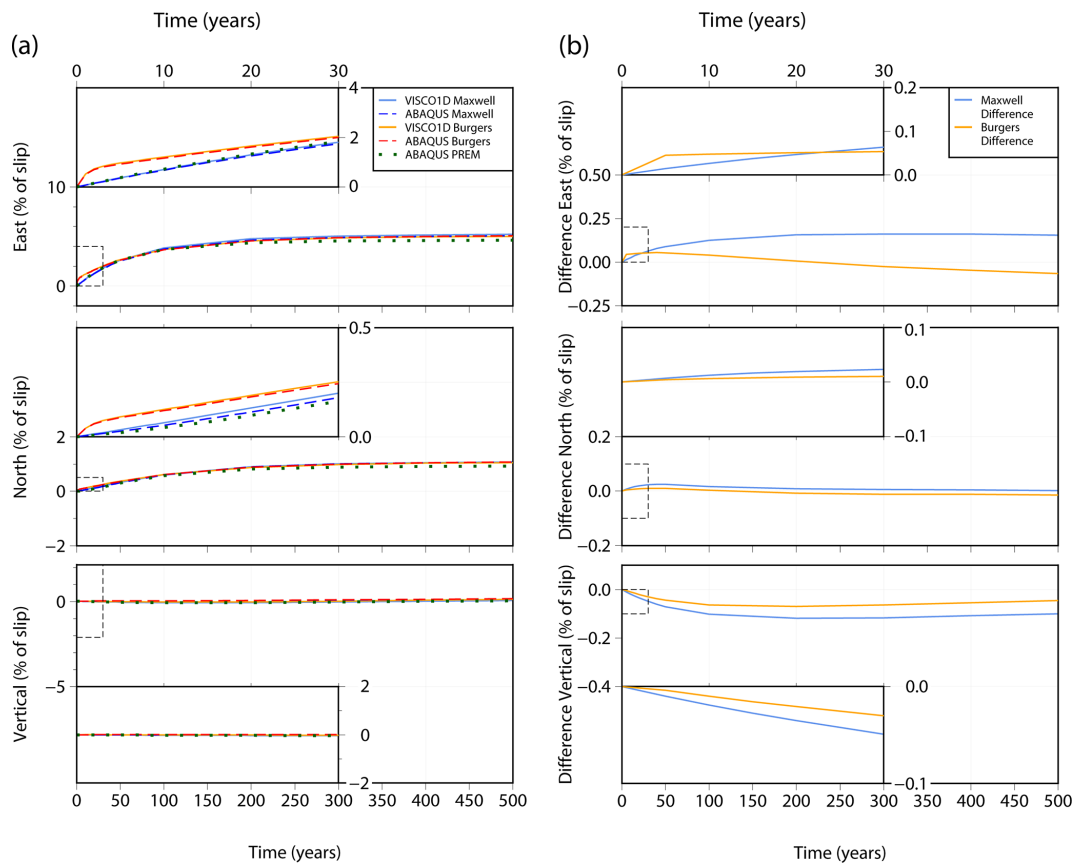 Time (years)
(a)
0 10 20 30
4
2
0
VISCO1D Maxwell
ABAQUS Maxwell
VISCO1D Burgers
ABAQUS Burgers
ABAQUS PREM
East (% of slip)
10
0
0.5
0.0
North (% of slip)
2
0
−2
Vertical (% of slip)
0
−5
2
0
−2
0 50 100 150 200 250 300 350 400 450 500
Time (years)
Time (years)
(b)
0 10 20 30
0.2
0.1
0.0
Maxwell
Difference
Burgers
Difference
Difference East (% of slip)
0.50
0.25
0.00
−0.25
0.1
0.0
−0.1
Difference North (% of slip)
0.2
0.0
−0.2
Difference Vertical (% of slip)
0.0
−0.2
−0.4
0.0
−0.1
0 50 100 150 200 250 300 350 400 450 500
Time (years)